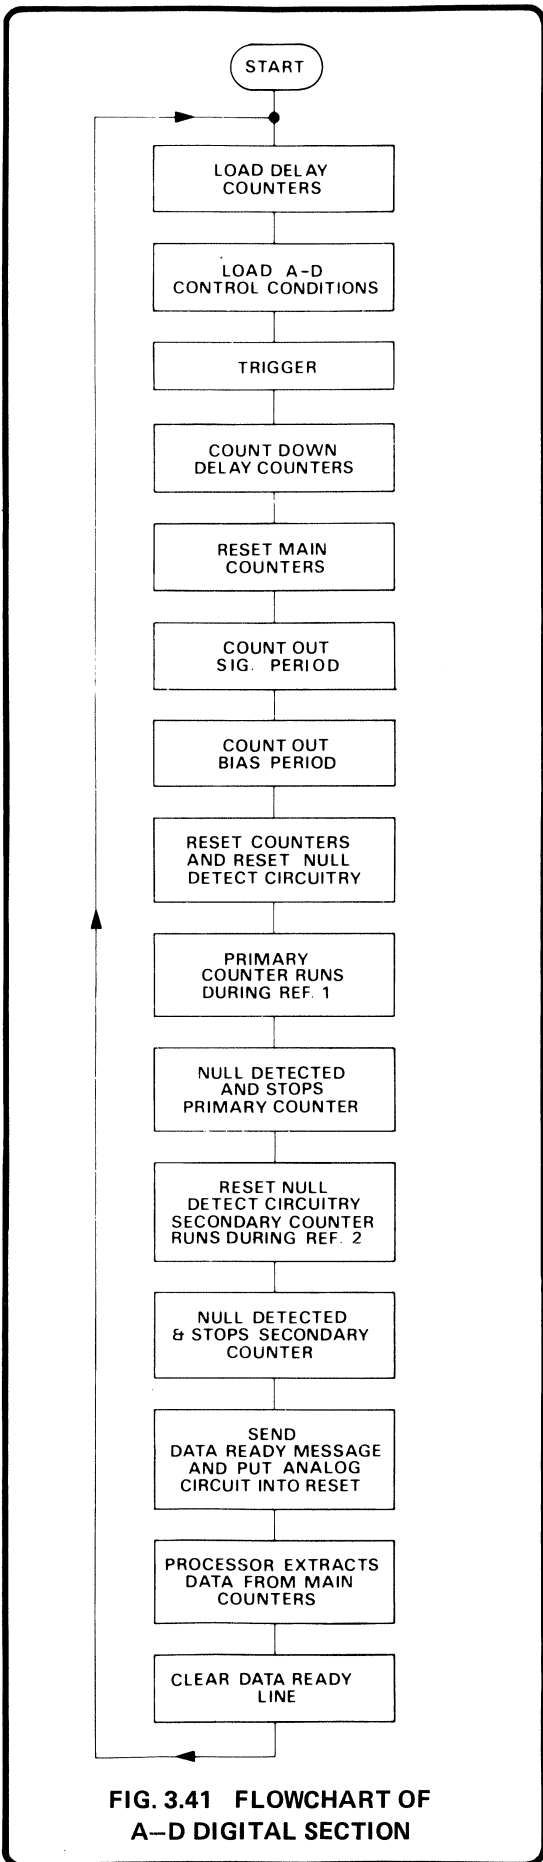 START
LOAD DELAY
COUNTERS
LOAD A-D
CONTROL CONDITIONS
TRIGGER
COUNT DOWN
DELAY COUNTERS
RESET MAIN
COUNTERS
COUNT OUT
SIG. PERIOD
COUNT OUT
BIAS PERIOD
RESET COUNTERS
AND RESET NULL
DETECT CIRCUITRY
PRIMARY
COUNTER RUNS
DURING REF. 1
NULL DETECTED
AND STOPS
PRIMARY COUNTER
RESET NULL
DETECT CIRCUITRY
SECONDARY COUNTER
RUNS DURING REF. 2
NULL DETECTED
& STOPS SECONDARY
COUNTER
SEND
DATA READY MESSAGE
AND PUT ANALOG
CIRCUIT INTO RESET
PROCESSOR EXTRACTS
DATA FROM MAIN
COUNTERS
CLEAR DATA READY
LINE
FIG. 3.41 FLOWCHART OF
A–D DIGITAL SECTION